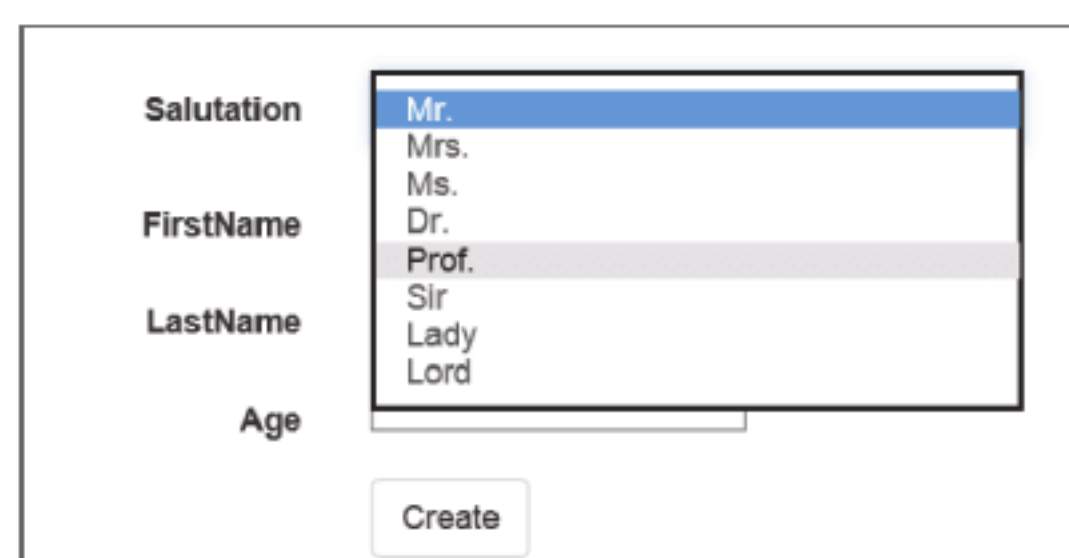 Salutation
Mr.
Mrs.
Ms.
Dr.
Prof.
Sir
Lady
Lord
FirstName
LastName
Age
Create